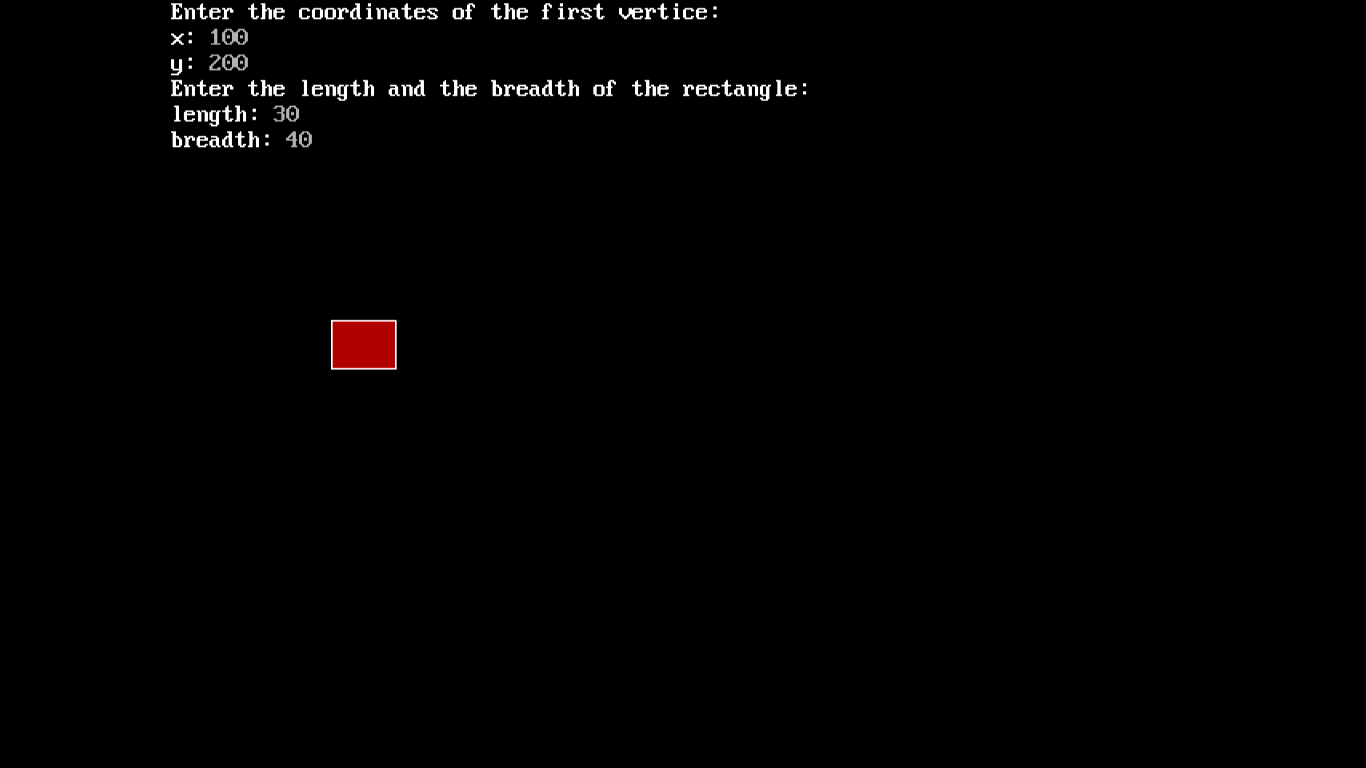 Enter the coordinates of the first vertice:
x: 100
y: 200
Enter the length and the breadth of the rectangle:
length: 30
breadth: 40